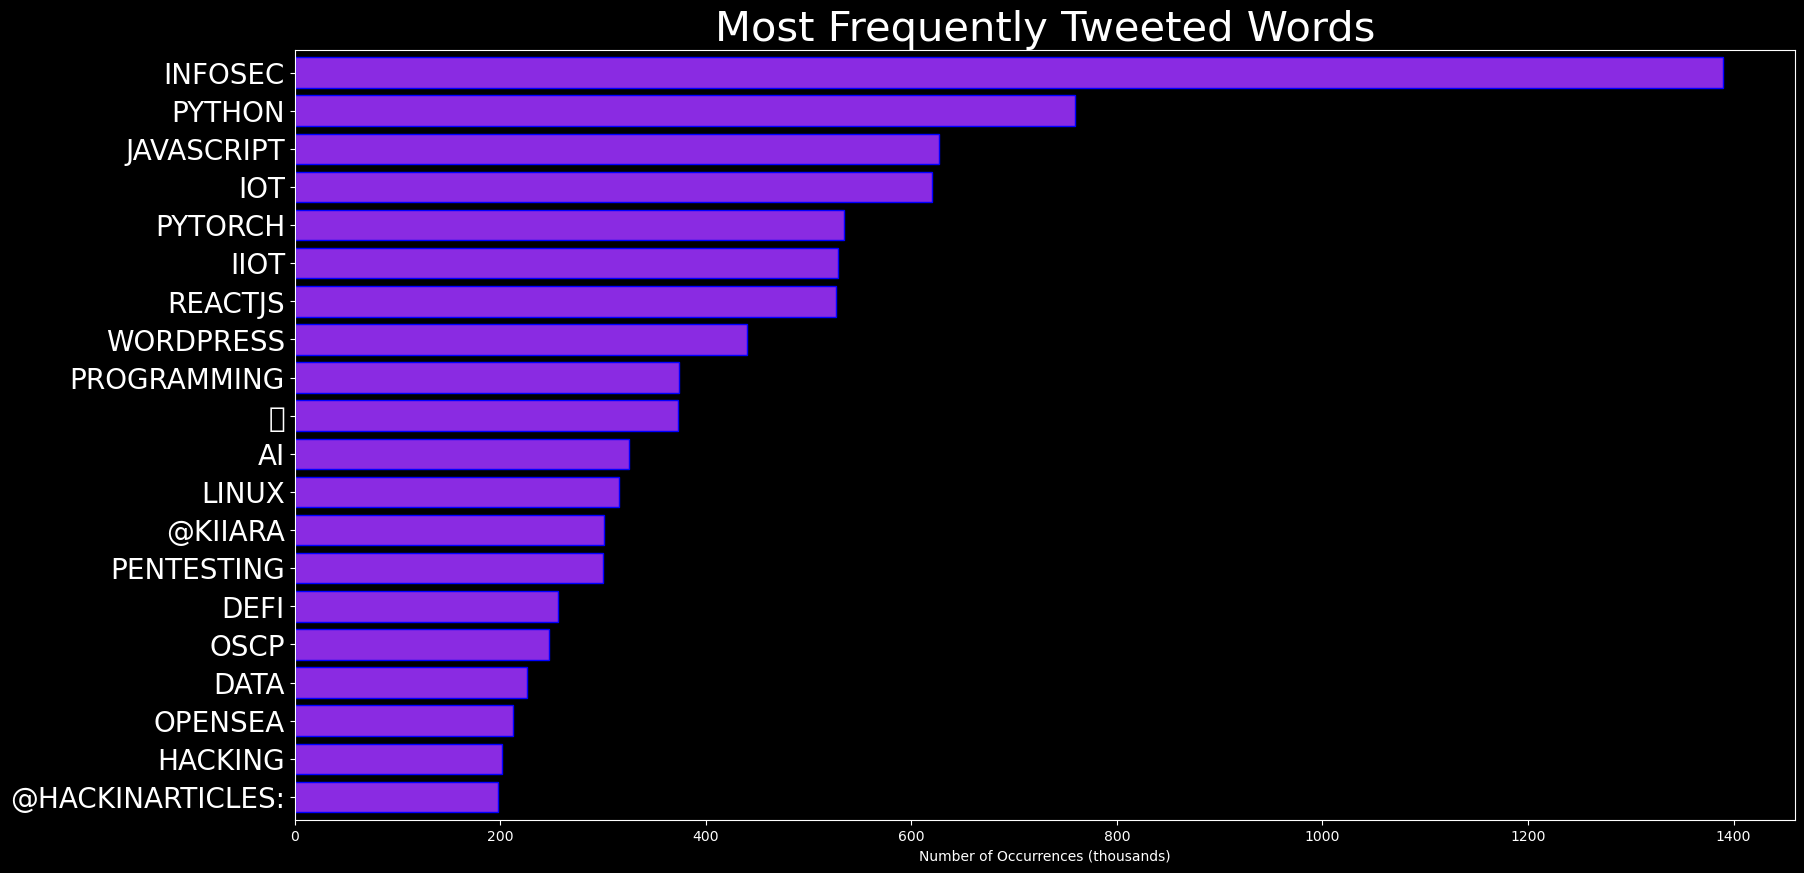 Most Frequently Tweeted Words
INFOSEC
PYTHON
JAVASCRIPT
IOT
PYTORCH
IIOT
REACTJS
WORDPRESS
PROGRAMMING
AI
LINUX
@KIIARA
PENTESTING
DEFI
OSCP
DATA
OPENSEA
HACKING
@HACKINARTICLES:
0 200 400 600 800 1000 1200 1400
Number of Occurrences (thousands)